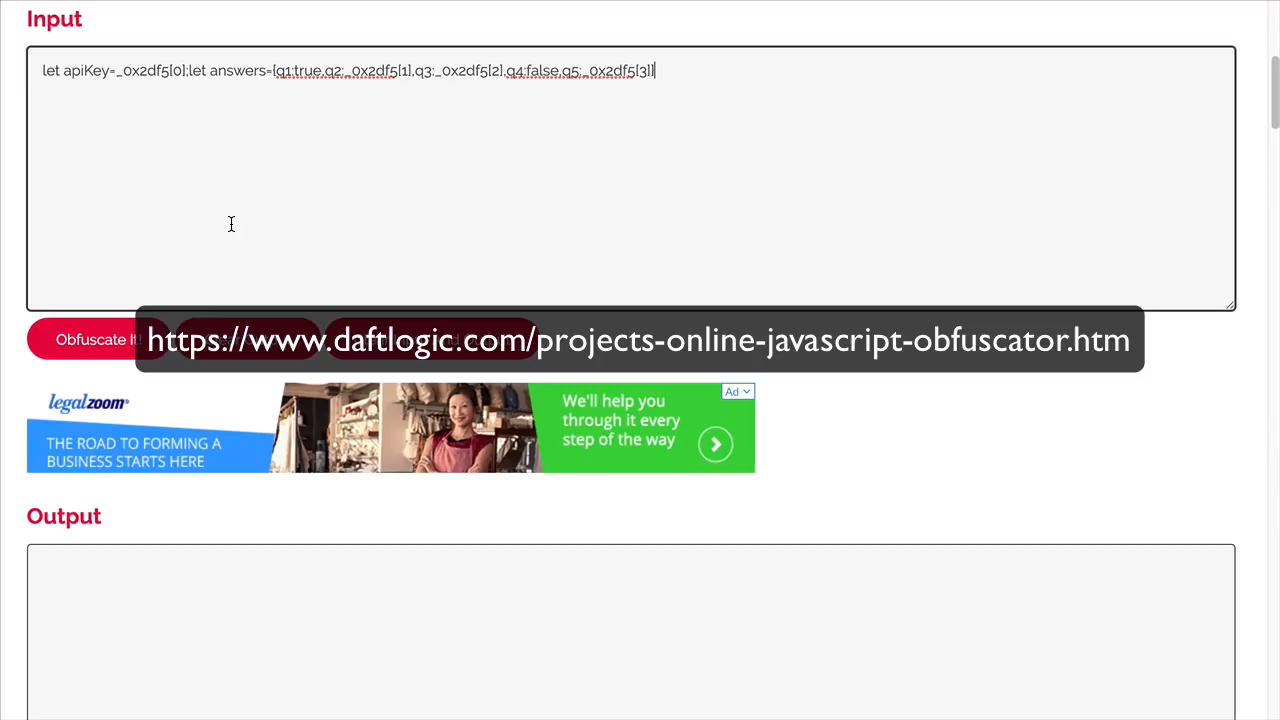 Input
let apiKey=_0x2df5[0];let answers={q1:true,q2:_0x2df5[1],q3:_0x2df5[2],q4:false,q5:_0x2df5[3]}
Obfuscate It!
https://www.daftlogic.com/projects-online-javascript-obfuscator.htm
legalzoom
THE ROAD TO FORMING A
BUSINESS STARTS HERE
We'll help you
through it every
step of the way
Ad
Output